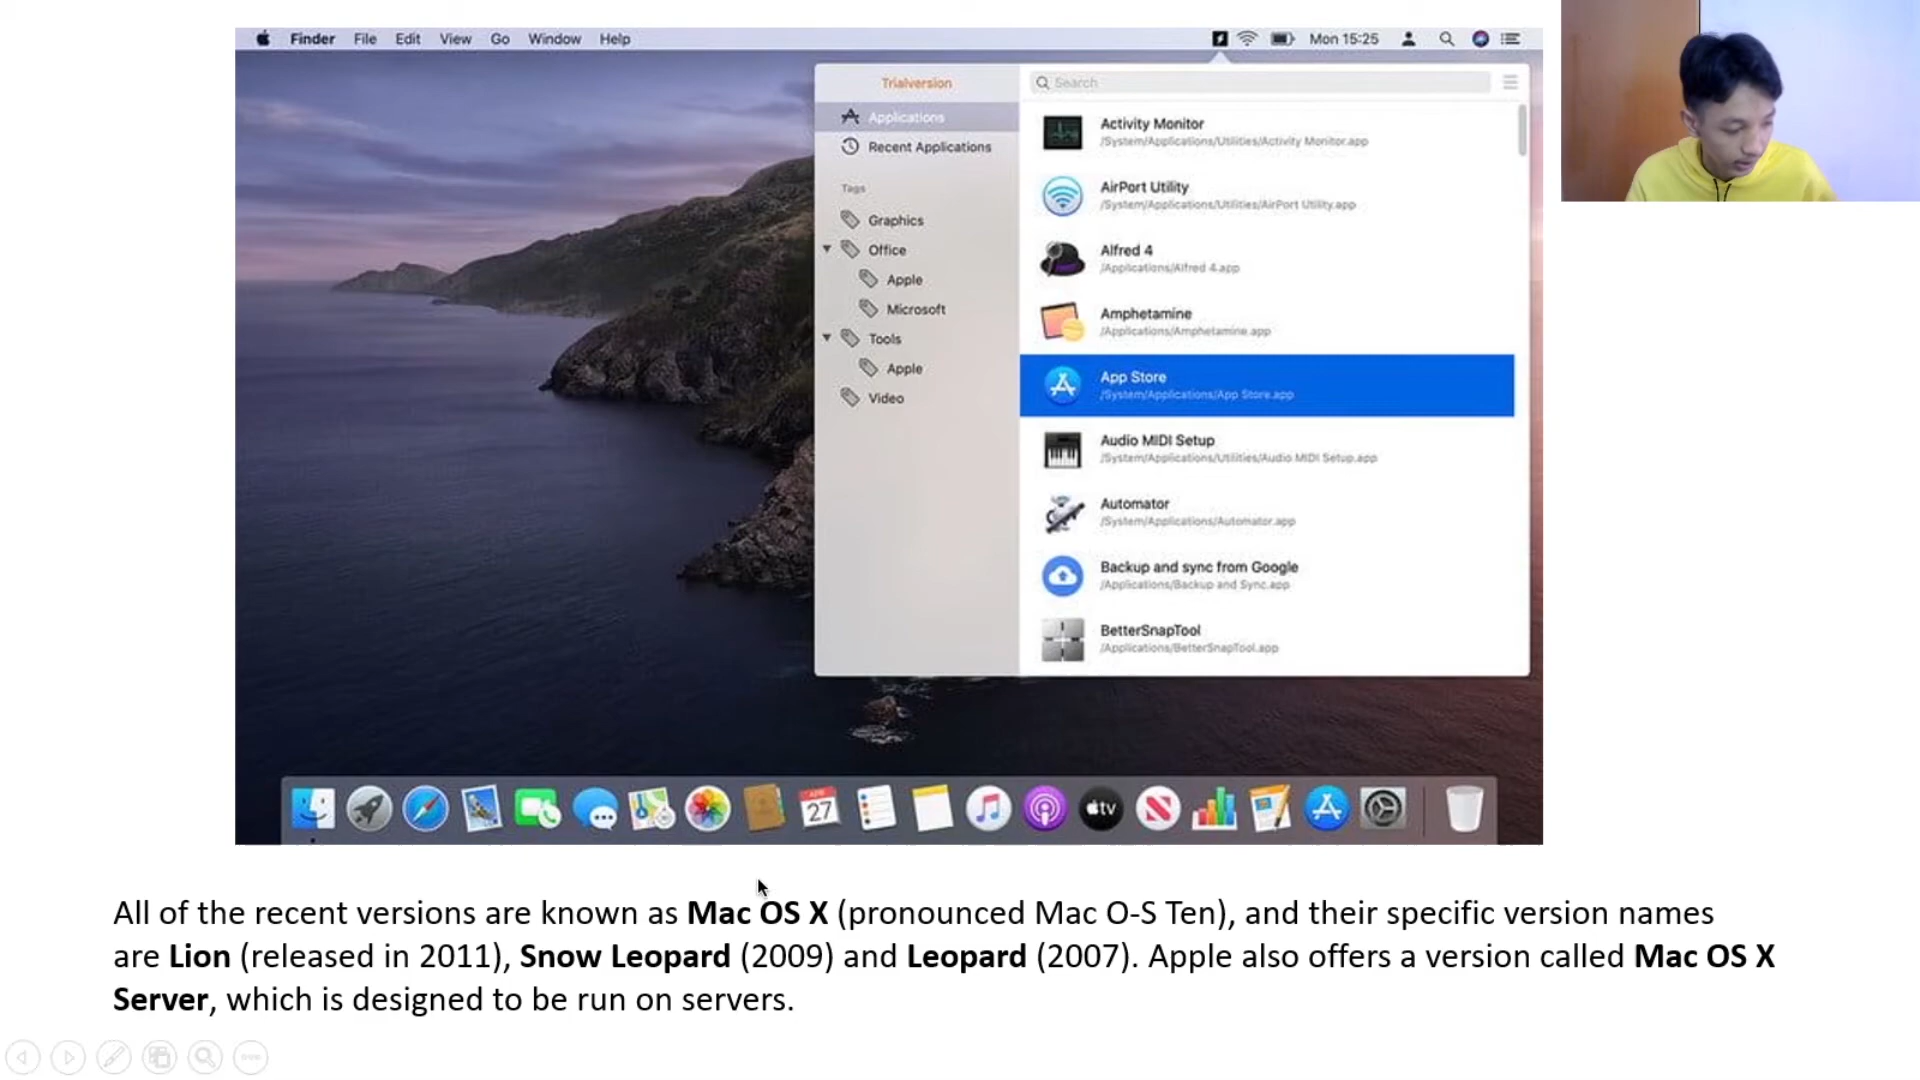 Finder File Edit View Go Window Help Mon 15:25
Trialversion
Applications
Recent Applications
Tags
Graphics
Office
Apple
Microsoft
Tools
Apple
Video
Search
Activity Monitor
/System/Applications/Utilities/Activity Monitor.app
AirPort Utility
/System/Applications/Utilities/AirPort Utility.app
Alfred 4
/Applications/Alfred 4.app
Amphetamine
/Applications/Amphetamine.app
App Store
/System/Applications/App Store.app
Audio MIDI Setup
/System/Applications/Utilities/Audio MIDI Setup.app
Automator
/System/Applications/Automator.app
Backup and sync from Google
/Applications/Backup and Sync.app
BetterSnapTool
/Applications/BetterSnapTool.app
APR
27
tv
All of the recent versions are known as Mac OS X (pronounced Mac O-S Ten), and their specific version names
are Lion (released in 2011), Snow Leopard (2009) and Leopard (2007). Apple also offers a version called Mac OS X
Server, which is designed to be run on servers.